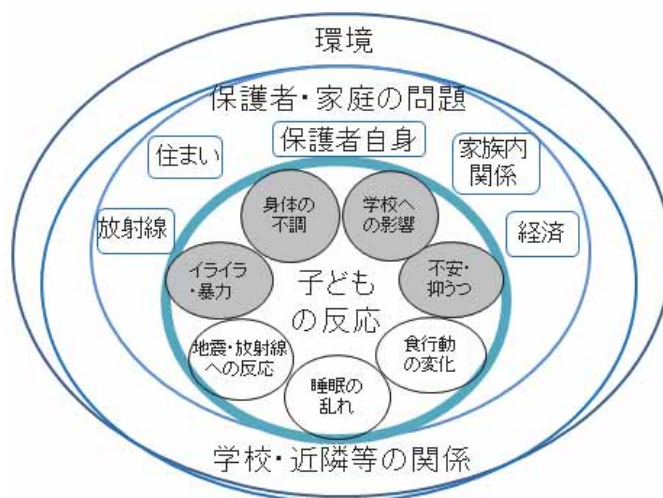 環境
保護者・家庭の問題
保護者自身
住まい
家族内
関係
放射線
経済
身体の
不調
学校へ
の影響
イライラ
・暴力
不安・
抑うつ
子ども
の反応
地震・放射線
への反応
食行動
の変化
睡眠の
乱れ
学校・近隣等の関係